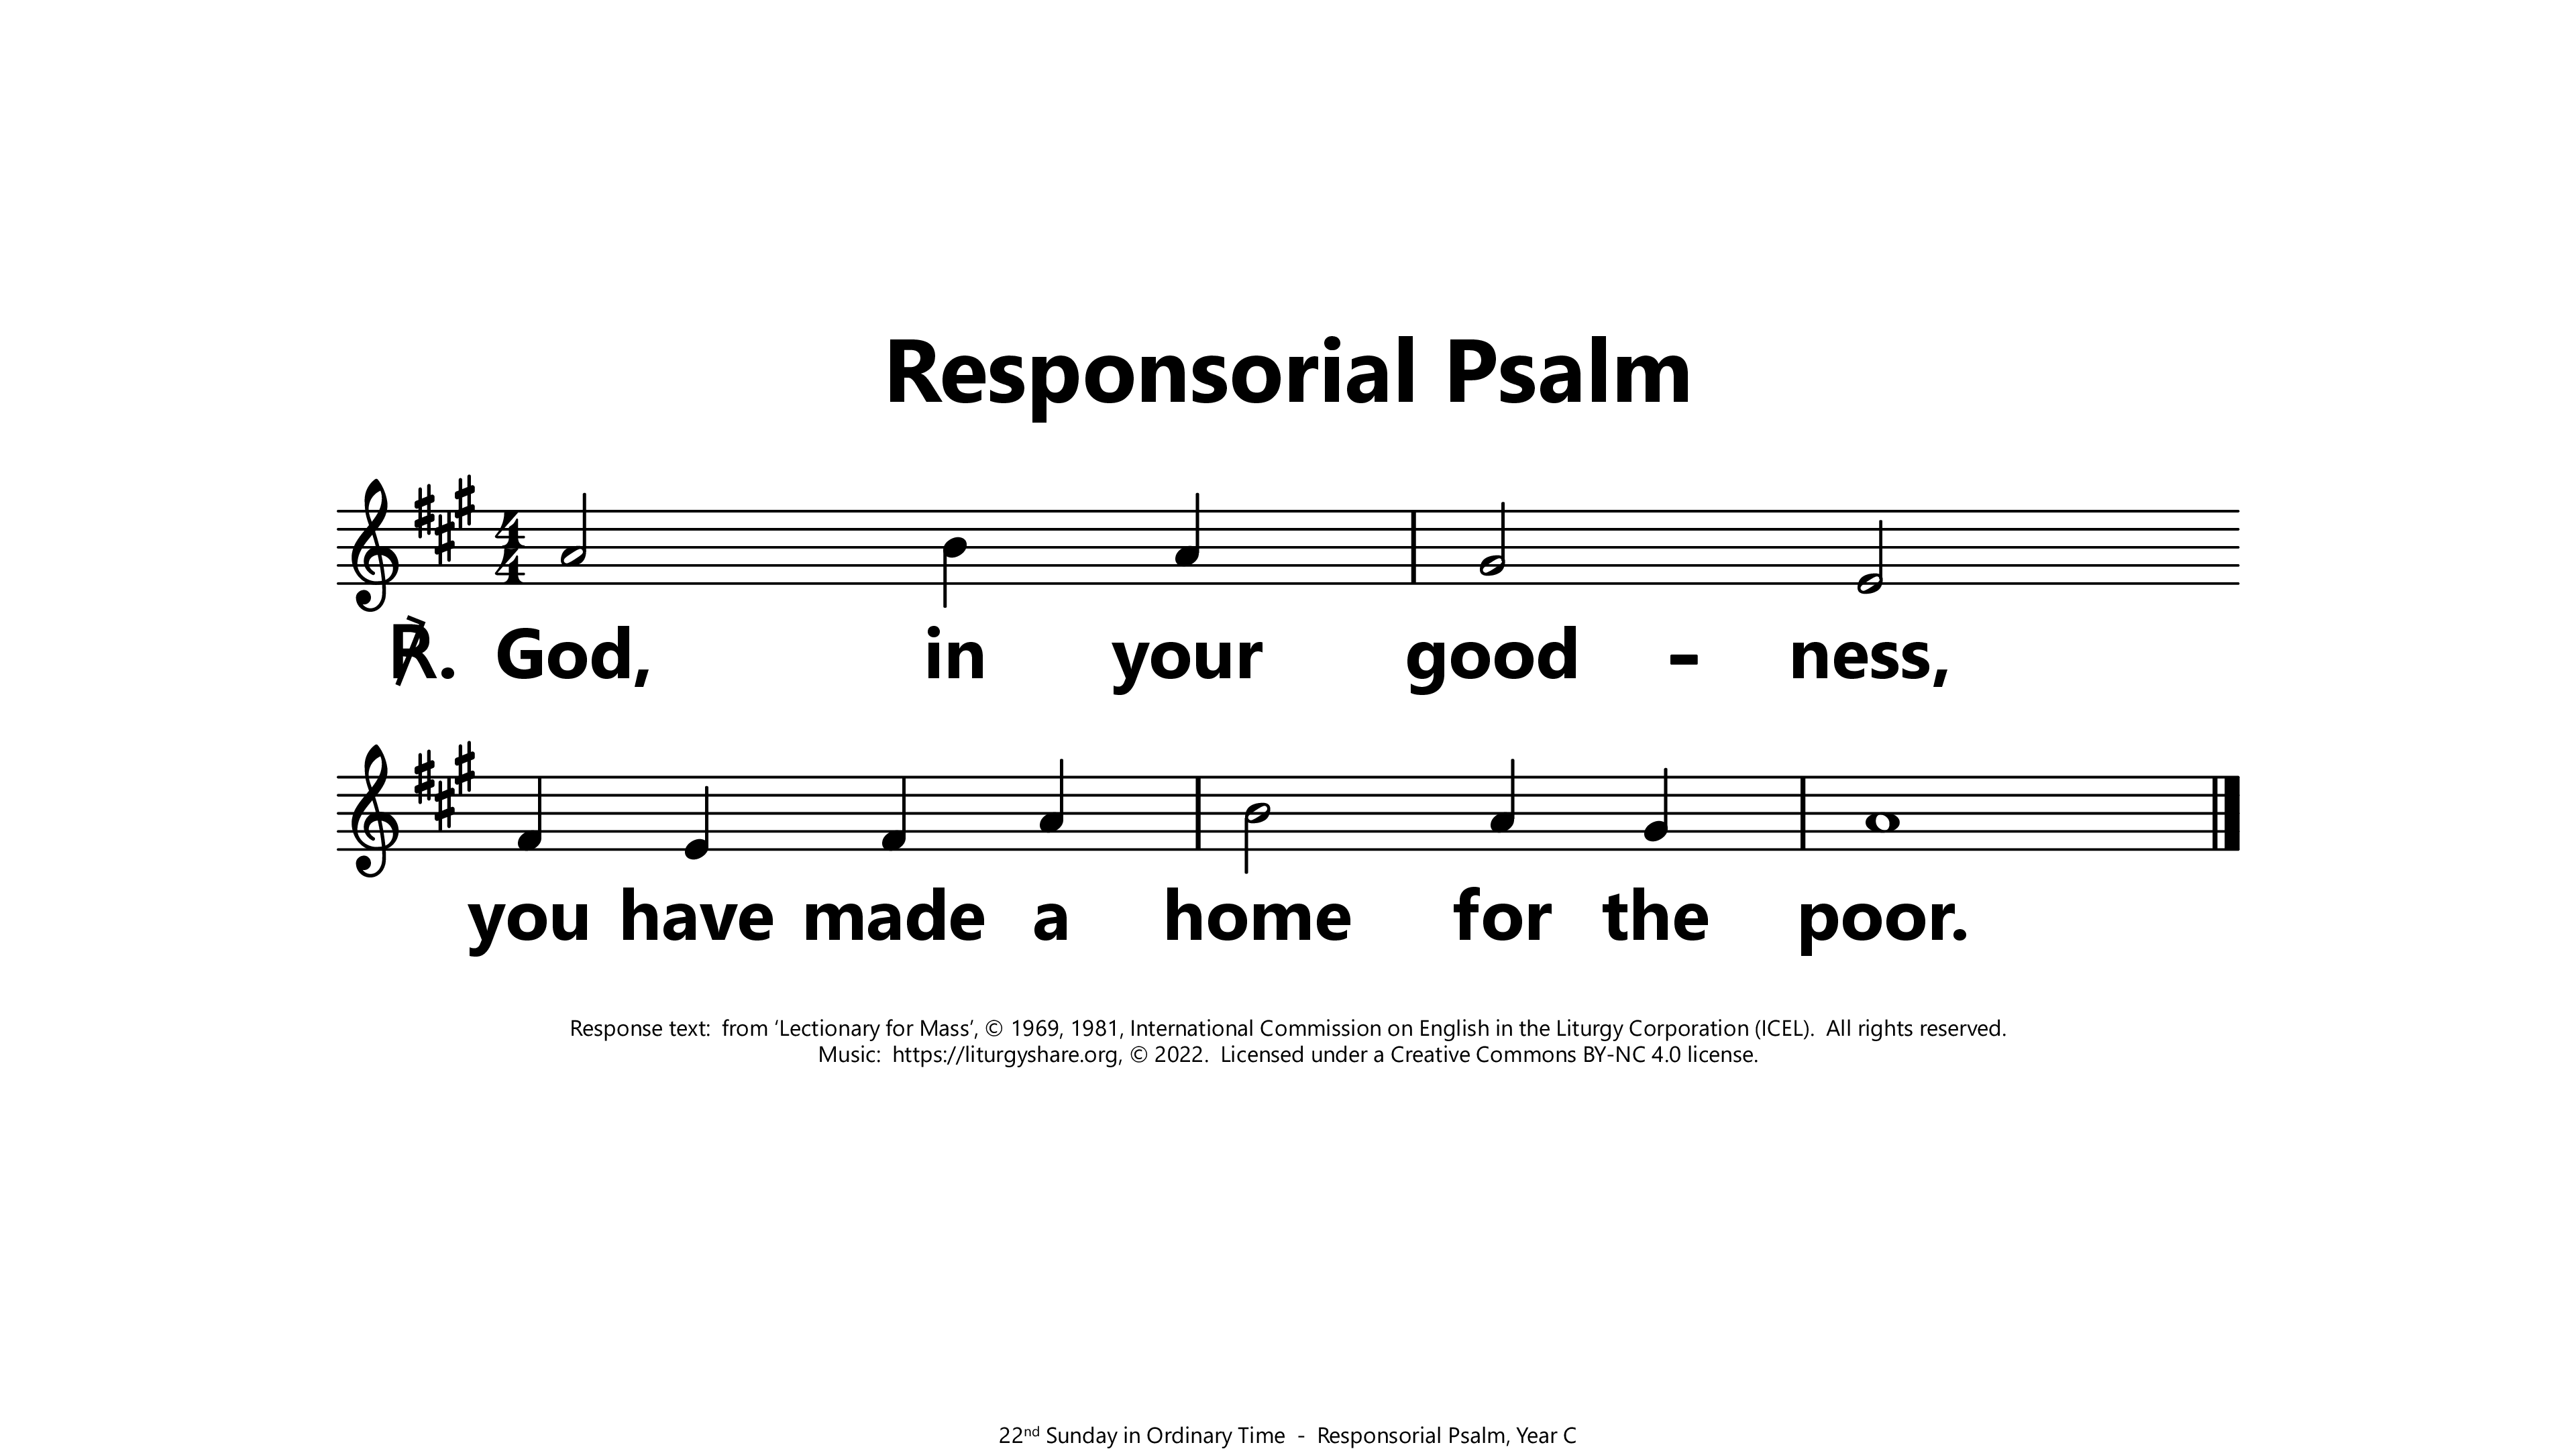 Responsorial Psalm
4
4
℟. God, in your good - ness,
you have made a home for the poor.
Response text:  from ‘Lectionary for Mass’, © 1969, 1981, International Commission on English in the Liturgy Corporation (ICEL).  All rights reserved.
Music:  https://liturgyshare.org, © 2022.  Licensed under a Creative Commons BY-NC 4.0 license.
22nd Sunday in Ordinary Time  -  Responsorial Psalm, Year C